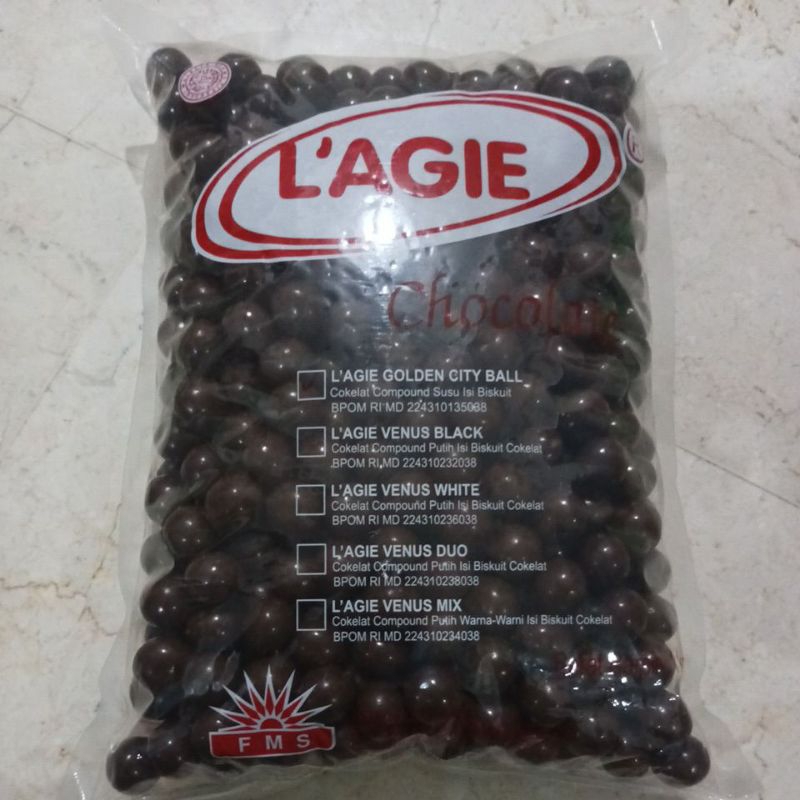 L'AGIE
Chocolate
L'AGIE GOLDEN CITY BALL
Cokelat Compound Susu Isi Biskuit
BPOM RI MD 224310135038
L'AGIE VENUS BLACK
Cokelat Compound Putih Isi Biskuit Cokelat
BPOM RI MD 224310232038
L'AGIE VENUS WHITE
Cokelat Compound Putih Isi Biskuit Cokelat
BPOM RI MD 224310236038
L'AGIE VENUS DUO
Cokelat Compound Putih Isi Biskuit Cokelat
BPOM RI MD 224310238038
L'AGIE VENUS MIX
Cokelat Compound Putih Warna-Warni Isi Biskuit Cokelat
BPOM RI MD 224310234038
FMS